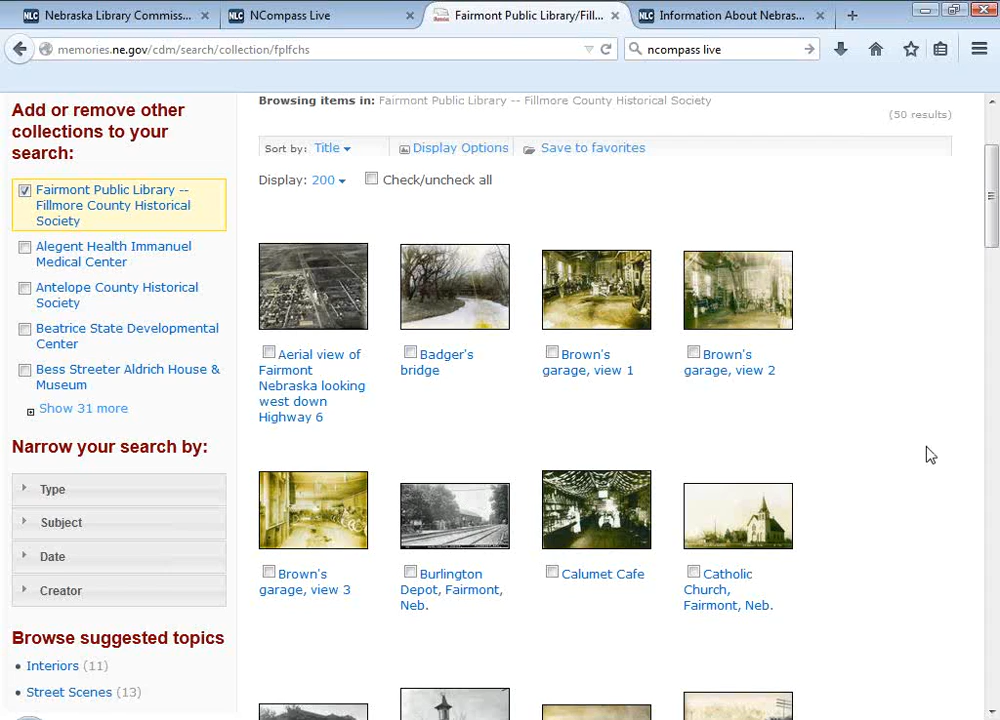 Nebraska Library Commiss...
NCompass Live
Fairmont Public Library/Fill...
Information About Nebras...
memories.ne.gov/cdm/search/collection/fplfchs
ncompass live
Add or remove other
collections to your
search:
Fairmont Public Library --
Fillmore County Historical
Society
Alegent Health Immanuel
Medical Center
Antelope County Historical
Society
Beatrice State Developmental
Center
Bess Streeter Aldrich House &
Museum
Show 31 more
Narrow your search by:
Type
Subject
Date
Creator
Browse suggested topics
Interiors (11)
Street Scenes (13)
Browsing items in: Fairmont Public Library -- Fillmore County Historical Society
(50 results)
Sort by: Title
Display Options
Save to favorites
Display: 200
Check/uncheck all
Aerial view of
Fairmont
Nebraska looking
west down
Highway 6
Badger's
bridge
Brown's
garage, view 1
Brown's
garage, view 2
Brown's
garage, view 3
Burlington
Depot, Fairmont,
Neb.
Calumet Cafe
Catholic
Church,
Fairmont, Neb.